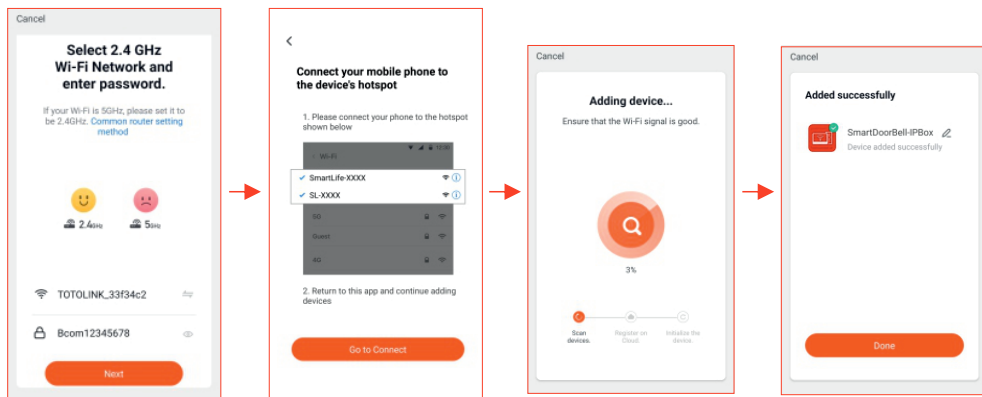 Cancel
Select 2.4 GHz
Wi-Fi Network and
enter password.
If your Wi-Fi is 5GHz, please set it to
be 2.4GHz. Common router setting
method
2.4GHz
5GHz
TOTOLINK_33f34c2
Bcom12345678
Next
Connect your mobile phone to
the device's hotspot
1. Please connect your phone to the hotspot
shown below
12:30
Wi-Fi
SmartLife-XXXX
SL-XXXX
5G
Guest
4G
2. Return to this app and continue adding
devices
Go to Connect
Cancel
Adding device...
Ensure that the Wi-Fi signal is good.
3%
Scan
devices.
Register on
Cloud.
Initialize the
device.
Cancel
Added successfully
SmartDoorBell-IPBox
Device added successfully
Done